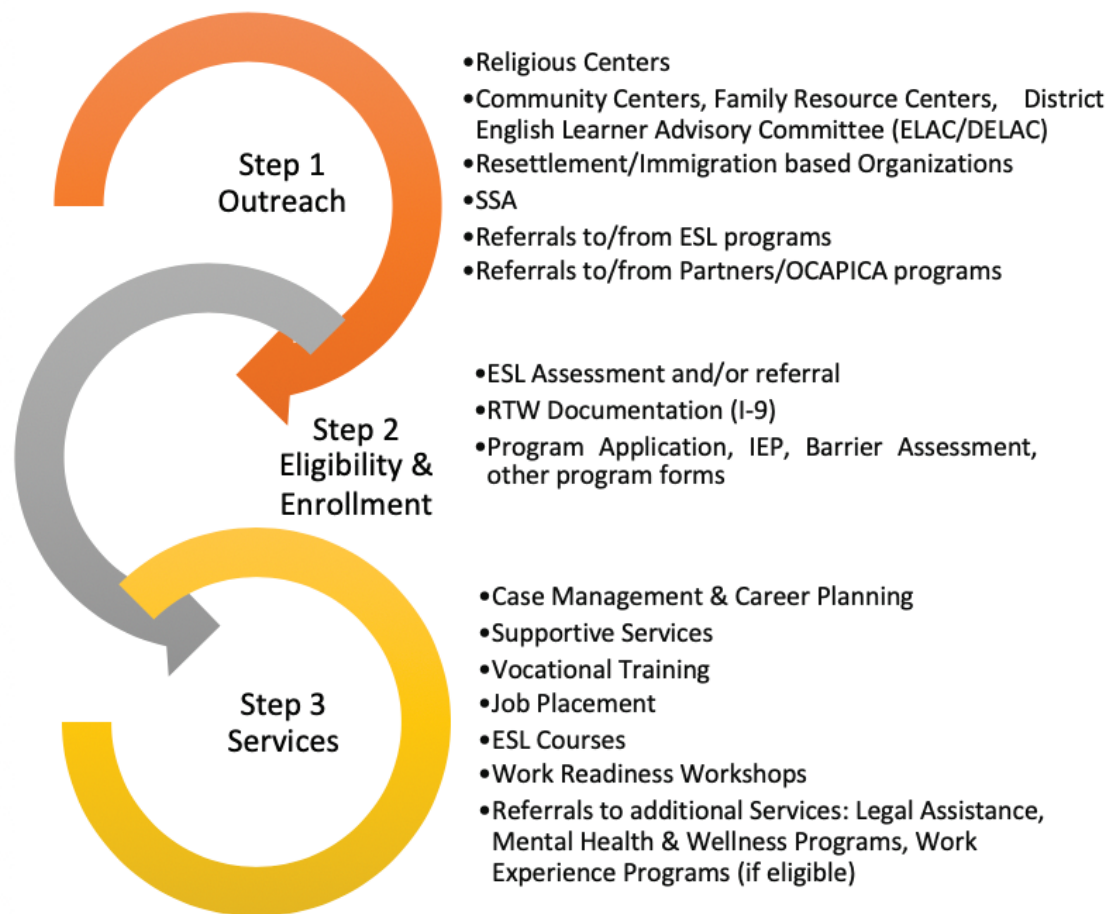 Step 1
Outreach
•Religious Centers
•Community Centers, Family Resource Centers, District
English Learner Advisory Committee (ELAC/DELAC)
•Resettlement/Immigration based Organizations
•SSA
•Referrals to/from ESL programs
•Referrals to/from Partners/OCAPICA programs
Step 2
Eligibility &
Enrollment
•ESL Assessment and/or referral
•RTW Documentation (I-9)
•Program Application, IEP, Barrier Assessment,
other program forms
Step 3
Services
•Case Management & Career Planning
•Supportive Services
•Vocational Training
•Job Placement
•ESL Courses
•Work Readiness Workshops
•Referrals to additional Services: Legal Assistance,
Mental Health & Wellness Programs, Work
Experience Programs (if eligible)